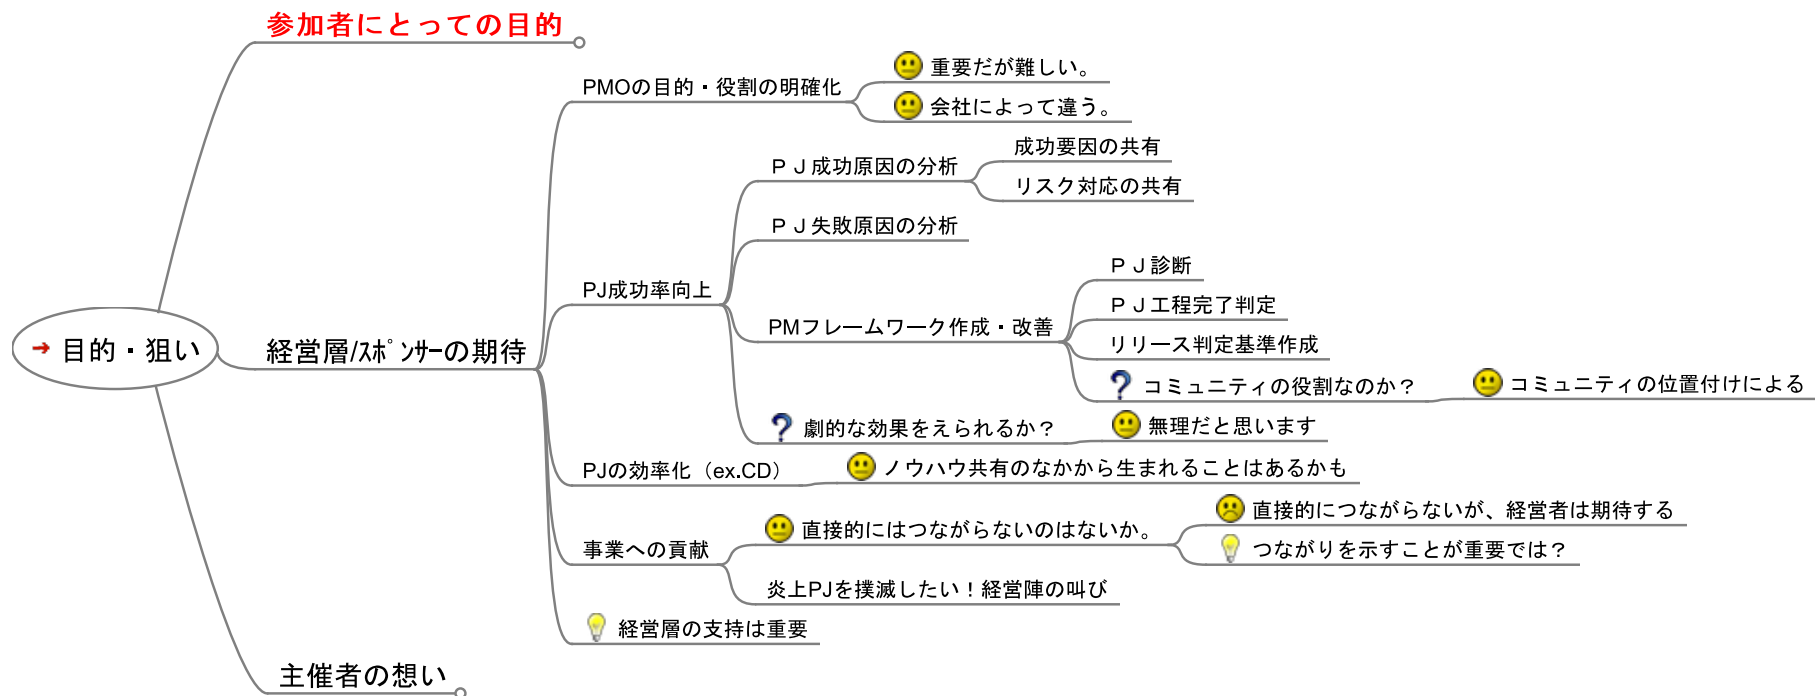 参加者にとっての目的
PMOの目的・役割の明確化
重要だが難しい。
会社によって違う。
PJ成功率向上
ＰＪ成功原因の分析
成功要因の共有
リスク対応の共有
ＰＪ失敗原因の分析
PMフレームワーク作成・改善
ＰＪ診断
ＰＪ工程完了判定
リリース判定基準作成
コミュニティの役割なのか？
コミュニティの位置付けによる
劇的な効果をえられるか？
無理だと思います
目的・狙い
経営層/ｽﾎﾟﾝｻｰの期待
PJの効率化（ex.CD）
ノウハウ共有のなかから生まれることはあるかも
事業への貢献
直接的にはつながらないのはないか。
直接的につながらないが、経営者は期待する
つながりを示すことが重要では？
炎上PJを撲滅したい！経営陣の叫び
経営層の支持は重要
主催者の想い